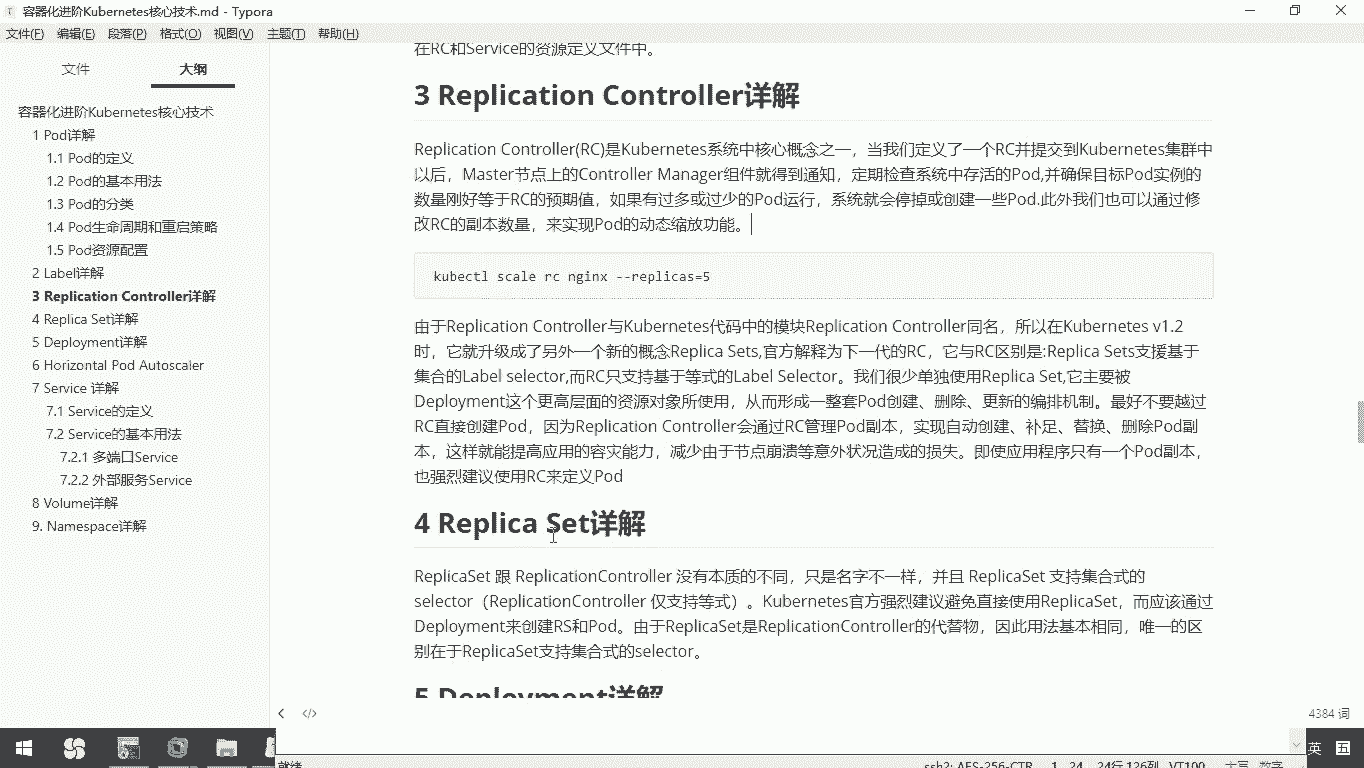 容器化进阶Kubernetes核心技术.md - Typora
文件(F) 编辑(E) 段落(P) 格式(O) 视图(V) 主题(T) 帮助(H)
文件 大纲
容器化进阶Kubernetes核心技术
1 Pod详解
1.1 Pod的定义
1.2 Pod的基本用法
1.3 Pod的分类
1.4 Pod生命周期和重启策略
1.5 Pod资源配置
2 Label详解
3 Replication Controller详解
4 Replica Set详解
5 Deployment详解
6 Horizontal Pod Autoscaler
7 Service 详解
7.1 Service的定义
7.2 Service的基本用法
7.2.1 多端口Service
7.2.2 外部服务Service
8 Volume详解
9. Namespace详解
在RC和Service的资源定义文件中。
3 Replication Controller详解
Replication Controller(RC)是Kubernetes系统中核心概念之一，当我们定义了一个RC并提交到Kubernetes集群中
以后，Master节点上的Controller Manager组件就得到通知，定期检查系统中存活的Pod,并确保目标Pod实例的
数量刚好等于RC的预期值，如果有过多或过少的Pod运行，系统就会停掉或创建一些Pod.此外我们也可以通过修
改RC的副本数量，来实现Pod的动态缩放功能。
kubectl scale rc nginx --replicas=5
由于Replication Controller与Kubernetes代码中的模块Replication Controller同名，所以在Kubernetes v1.2
时，它就升级成了另外一个新的概念Replica Sets,官方解释为下一代的RC，它与RC区别是:Replica Sets支援基于
集合的Label selector,而RC只支持基于等式的Label Selector。我们很少单独使用Replica Set,它主要被
Deployment这个更高层面的资源对象所使用，从而形成一整套Pod创建、删除、更新的编排机制。最好不要越过
RC直接创建Pod，因为Replication Controller会通过RC管理Pod副本，实现自动创建、补足、替换、删除Pod副
本，这样就能提高应用的容灾能力，减少由于节点崩溃等意外状况造成的损失。即使应用程序只有一个Pod副本，
也强烈建议使用RC来定义Pod
4 Replica Set详解
ReplicaSet 跟 ReplicationController 没有本质的不同，只是名字不一样，并且 ReplicaSet 支持集合式的
selector（ReplicationController 仅支持等式）。Kubernetes官方强烈建议避免直接使用ReplicaSet，而应该通过
Deployment来创建RS和Pod。由于ReplicaSet是ReplicationController的代替物，因此用法基本相同，唯一的区
别在于ReplicaSet支持集合式的selector。
5 Deployment详解
4384 词
英
就绪 ssh2: AES-256-CTR 1, 24 24行,126列 VT100 大写 数字